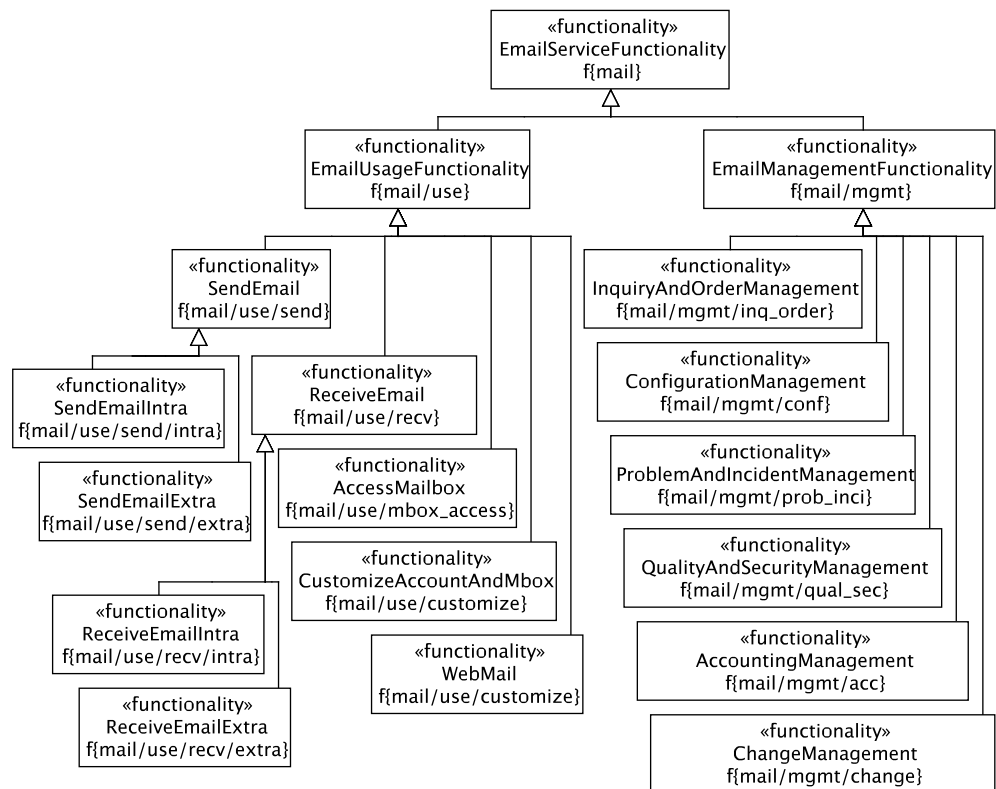 «functionality»
EmailServiceFunctionality
f{mail}
«functionality»
EmailUsageFunctionality
f{mail/use}
«functionality»
EmailManagementFunctionality
f{mail/mgmt}
«functionality»
SendEmail
f{mail/use/send}
«functionality»
InquiryAndOrderManagement
f{mail/mgmt/inq_order}
«functionality»
SendEmailIntra
f{mail/use/send/intra}
«functionality»
ReceiveEmail
f{mail/use/recv}
«functionality»
ConfigurationManagement
f{mail/mgmt/conf}
«functionality»
SendEmailExtra
f{mail/use/send/extra}
«functionality»
AccessMailbox
f{mail/use/mbox_access}
«functionality»
ProblemAndIncidentManagement
f{mail/mgmt/prob_inci}
«functionality»
CustomizeAccountAndMbox
f{mail/use/customize}
«functionality»
QualityAndSecurityManagement
f{mail/mgmt/qual_sec}
«functionality»
ReceiveEmailIntra
f{mail/use/recv/intra}
«functionality»
WebMail
f{mail/use/customize}
«functionality»
AccountingManagement
f{mail/mgmt/acc}
«functionality»
ReceiveEmailExtra
f{mail/use/recv/extra}
«functionality»
ChangeManagement
f{mail/mgmt/change}